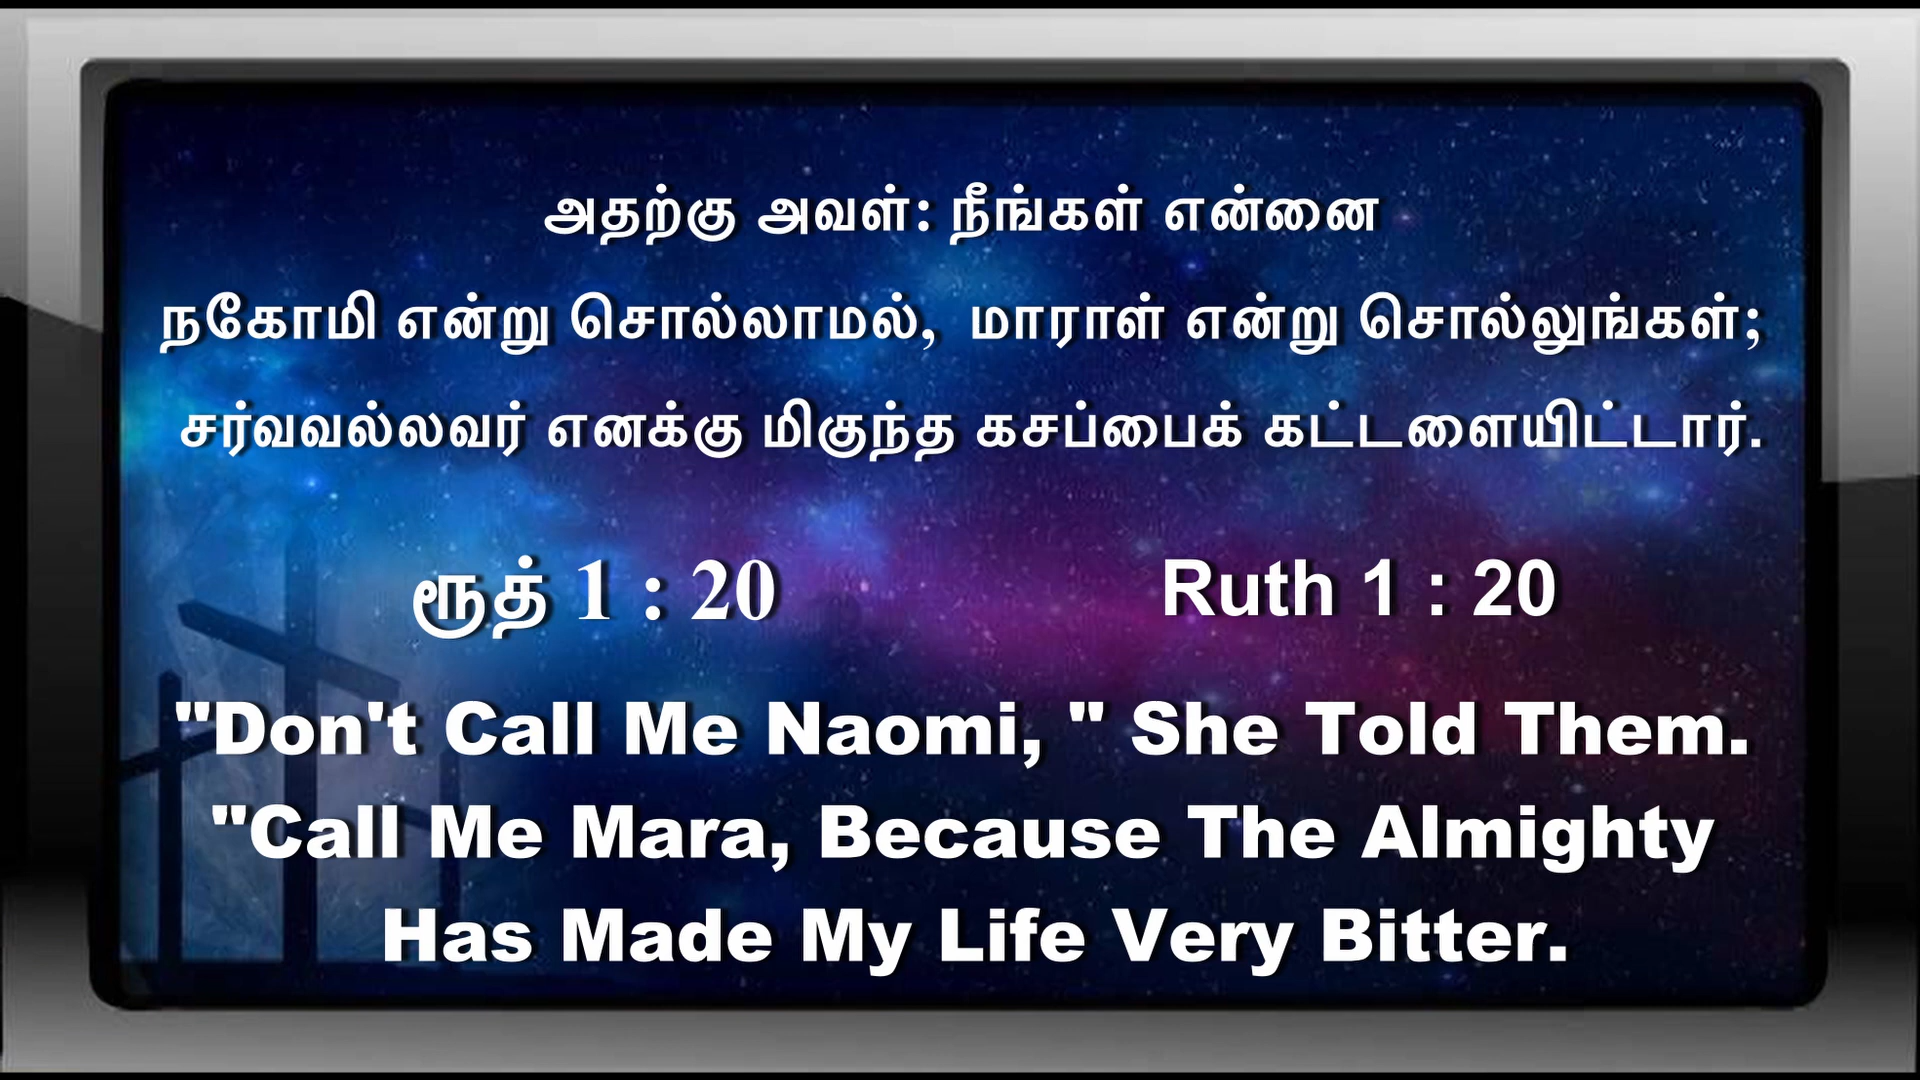 அதற்கு அவள்: நீங்கள் என்னை
நகோமி என்று சொல்லாமல், மாராள் என்று சொல்லுங்கள்;
சர்வவல்லவர் எனக்கு மிகுந்த கசப்பைக் கட்டளையிட்டார்.
ரூத் 1 : 20 Ruth 1 : 20
"Don't Call Me Naomi, " She Told Them.
"Call Me Mara, Because The Almighty
Has Made My Life Very Bitter.